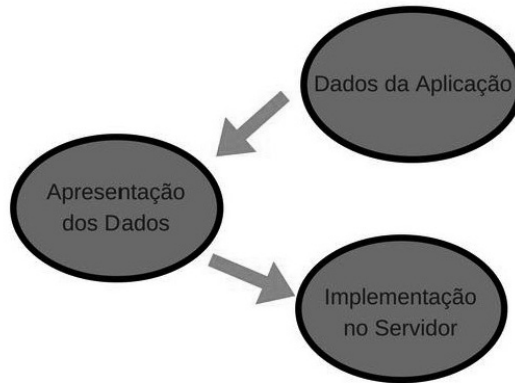 Dados da Aplicação
Apresentação
dos Dados
Implementação
no Servidor